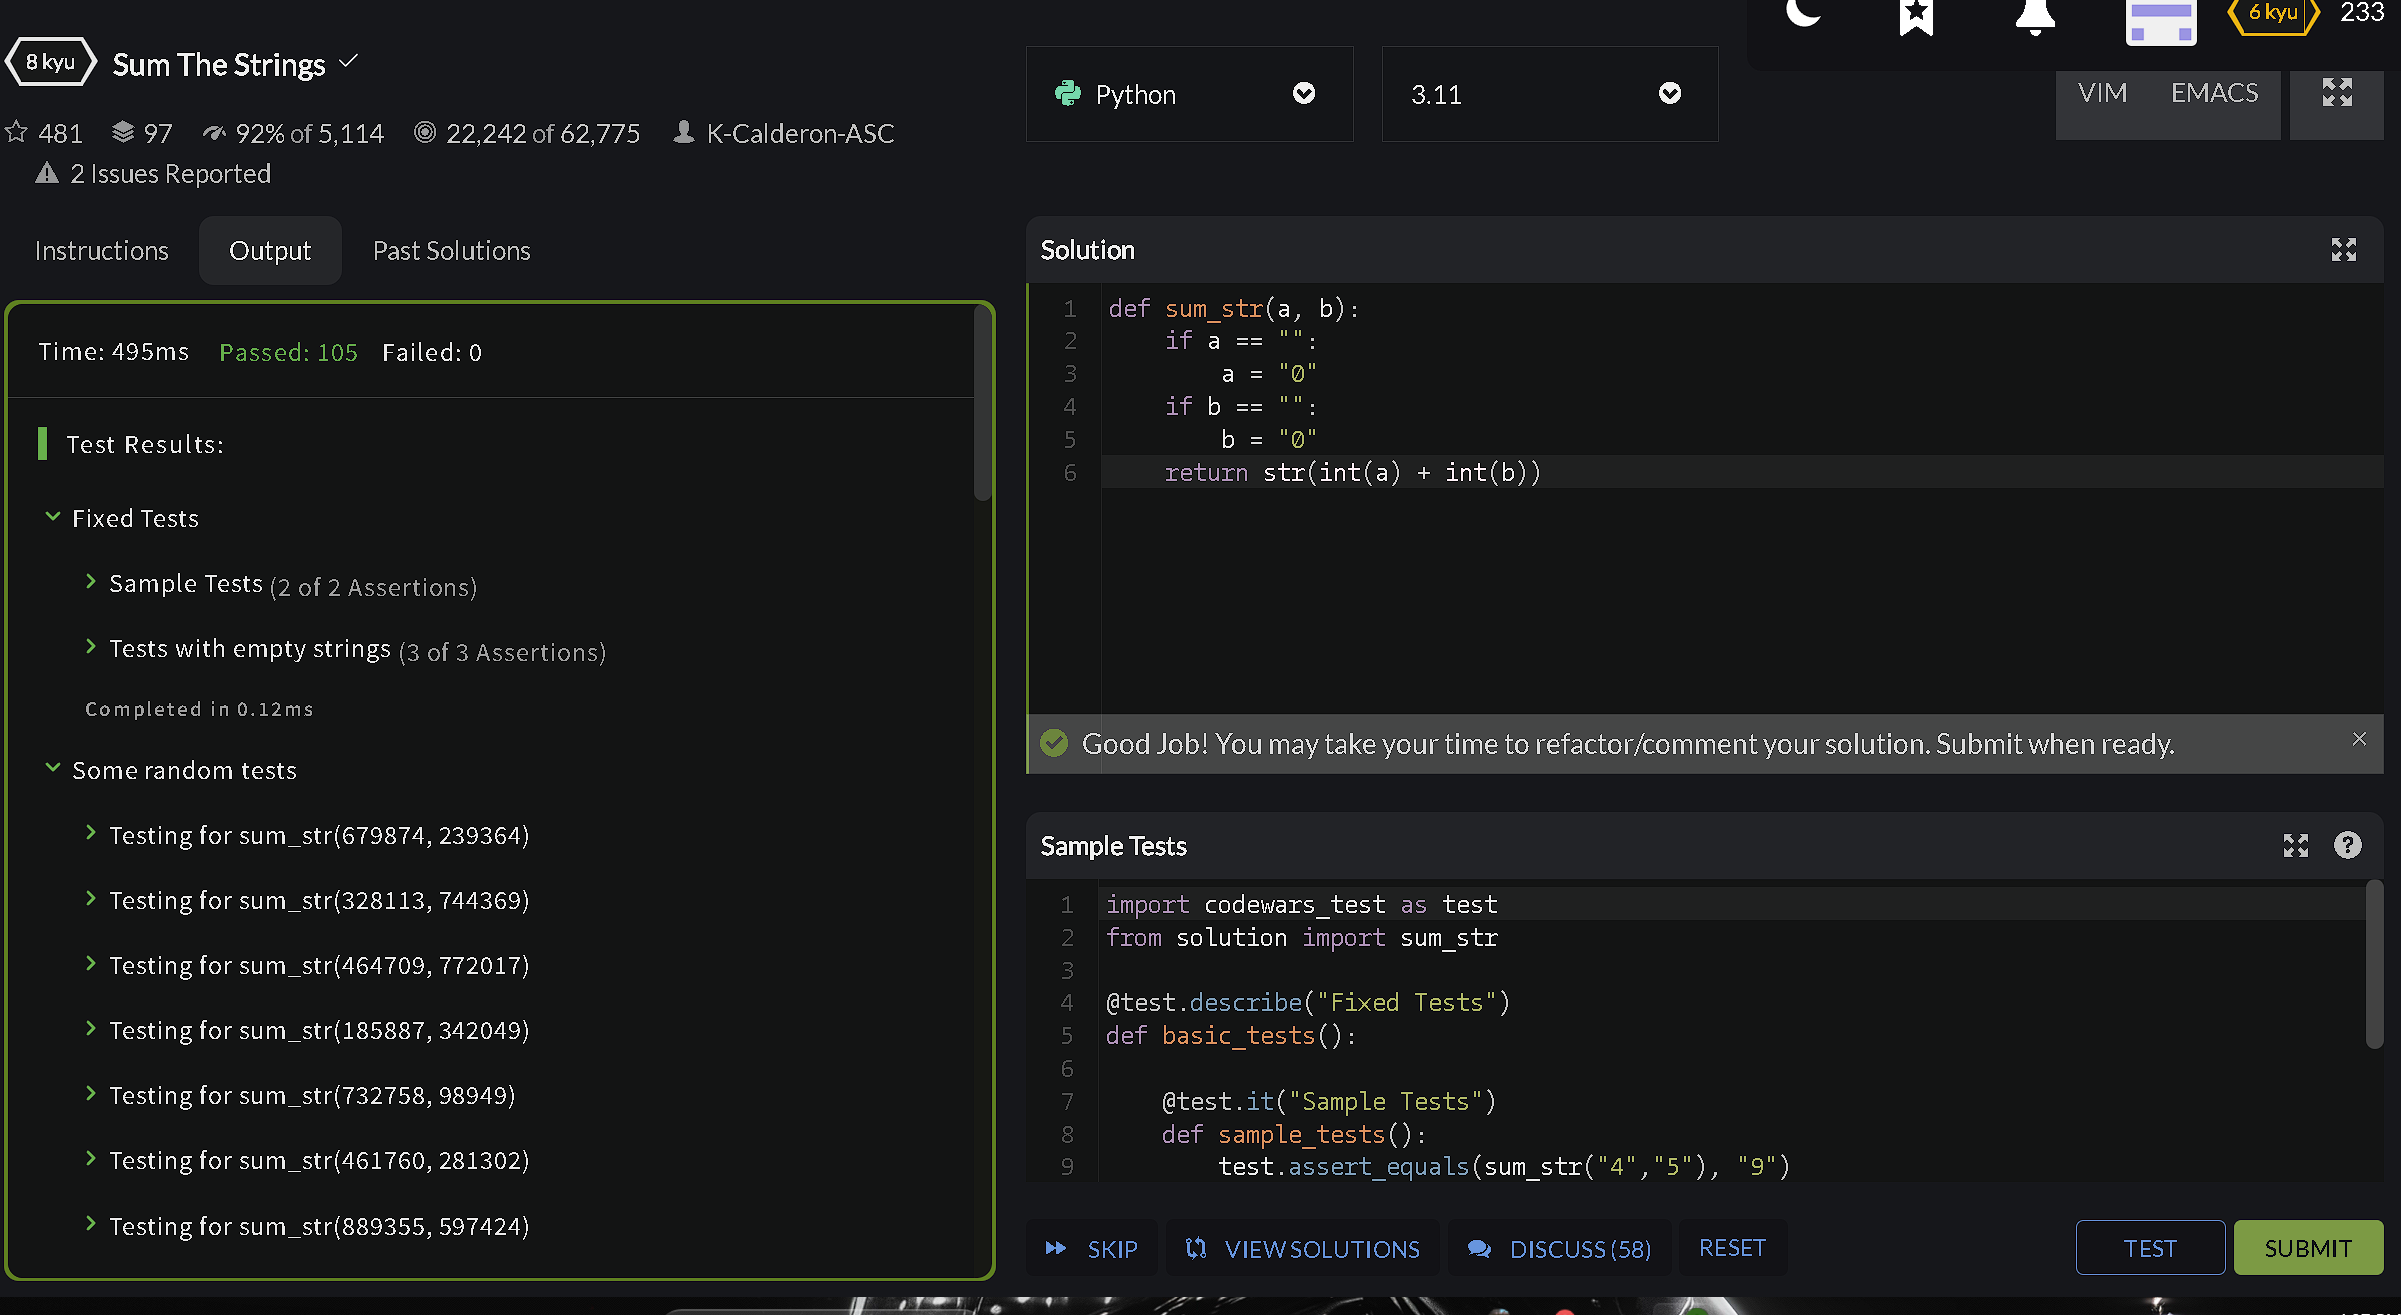 6 kyu 233
8 kyu Sum The Strings
481 97 92% of 5,114 22,242 of 62,775 K-Calderon-ASC
2 Issues Reported
Python 3.11 VIM EMACS
Instructions Output Past Solutions
Time: 495ms Passed: 105 Failed: 0
Test Results:
Fixed Tests
Sample Tests (2 of 2 Assertions)
Tests with empty strings (3 of 3 Assertions)
Completed in 0.12ms
Some random tests
Testing for sum_str(679874, 239364)
Testing for sum_str(328113, 744369)
Testing for sum_str(464709, 772017)
Testing for sum_str(185887, 342049)
Testing for sum_str(732758, 98949)
Testing for sum_str(461760, 281302)
Testing for sum_str(889355, 597424)
Solution
1 def sum_str(a, b):
2     if a == "":
3         a = "0"
4     if b == "":
5         b = "0"
6     return str(int(a) + int(b))
Good Job! You may take your time to refactor/comment your solution. Submit when ready.
Sample Tests
1 import codewars_test as test
2 from solution import sum_str
3
4 @test.describe("Fixed Tests")
5 def basic_tests():
6
7     @test.it("Sample Tests")
8     def sample_tests():
9         test.assert_equals(sum_str("4","5"), "9")
SKIP VIEW SOLUTIONS DISCUSS (58) RESET TEST SUBMIT